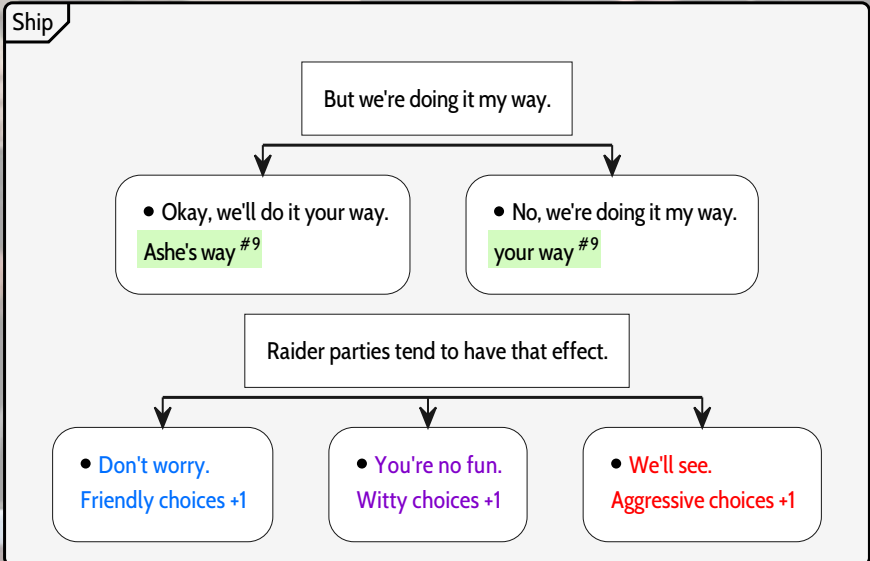 Ship
But we're doing it my way.
• Okay, we'll do it your way.
Ashe's way #9
• No, we're doing it my way.
your way #9
Raider parties tend to have that effect.
• Don't worry.
Friendly choices +1
• You're no fun.
Witty choices +1
• We'll see.
Aggressive choices +1